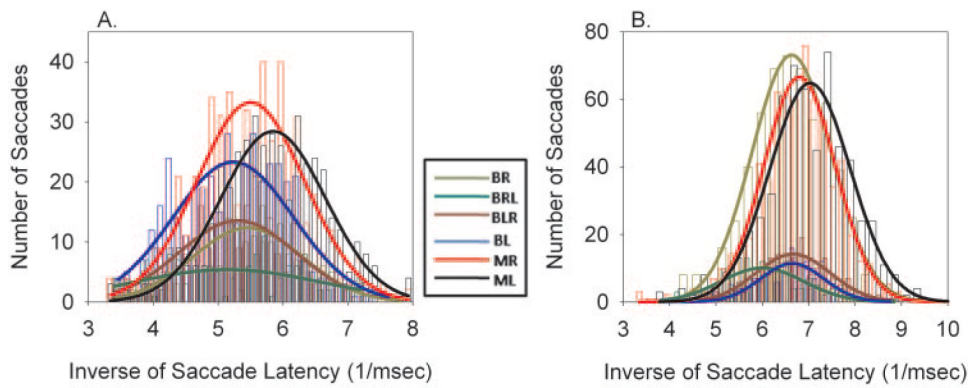 A.
Number of Saccades
40
30
20
10
0
3 4 5 6 7 8
Inverse of Saccade Latency (1/msec)
BR
BRL
BLR
BL
MR
ML
B.
Number of Saccades
80
60
40
20
0
3 4 5 6 7 8 9 10
Inverse of Saccade Latency (1/msec)